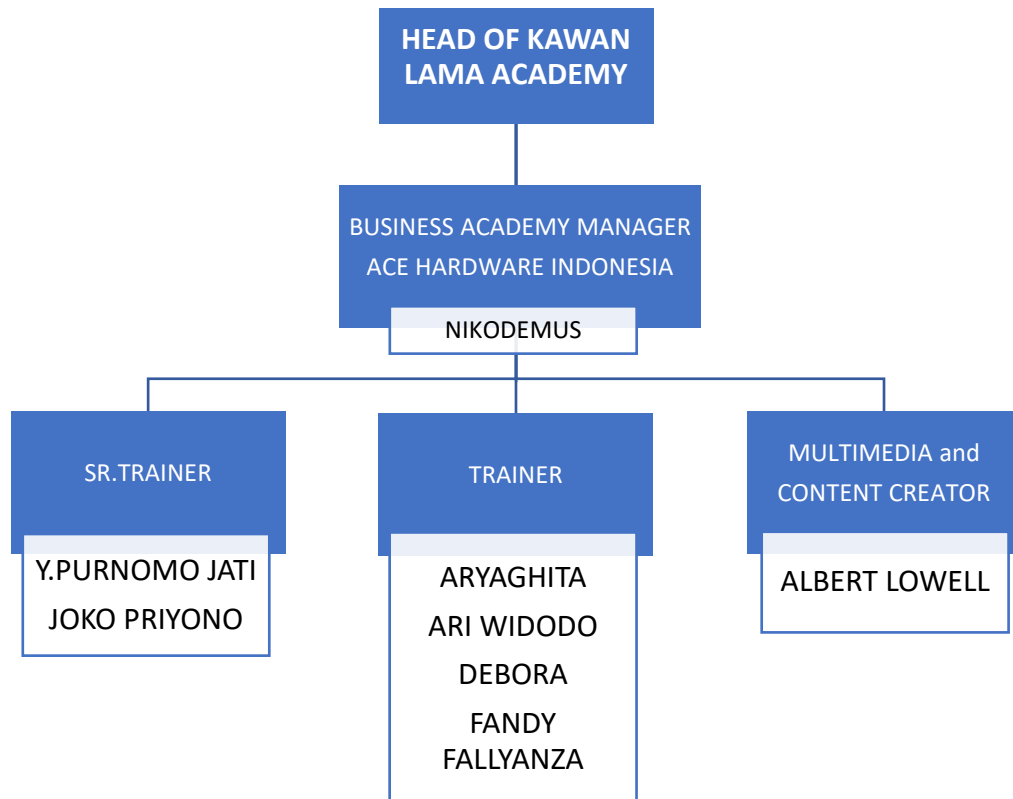 HEAD OF KAWAN
LAMA ACADEMY
BUSINESS ACADEMY MANAGER
ACE HARDWARE INDONESIA
NIKODEMUS
SR.TRAINER
Y.PURNOMO JATI
JOKO PRIYONO
TRAINER
ARYAGHITA
ARI WIDODO
DEBORA
FANDY
FALLYANZA
MULTIMEDIA and
CONTENT CREATOR
ALBERT LOWELL